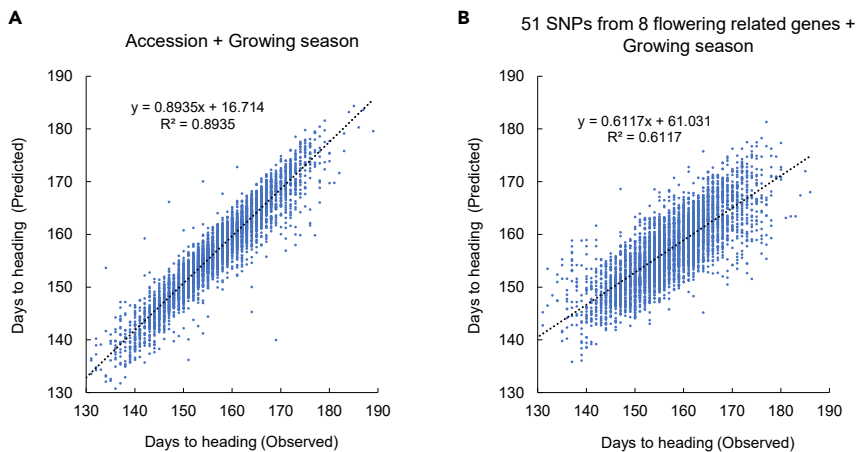 A
Accession + Growing season
y = 0.8935x + 16.714
R² = 0.8935
Days to heading (Predicted)
190
180
170
160
150
140
130
130 140 150 160 170 180 190
Days to heading (Observed)
B
51 SNPs from 8 flowering related genes +
Growing season
y = 0.6117x + 61.031
R² = 0.6117
Days to heading (Predicted)
190
180
170
160
150
140
130
130 140 150 160 170 180 190
Days to heading (Observed)